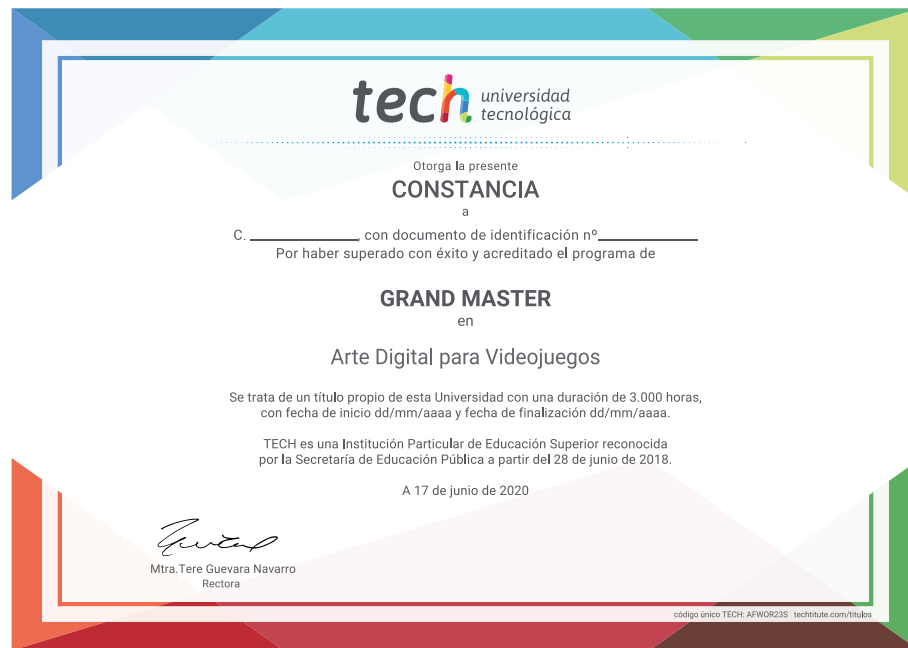 tech universidad
tecnológica
Otorga la presente
CONSTANCIA
a
C. ____________, con documento de identificación nº____________
Por haber superado con éxito y acreditado el programa de
GRAND MASTER
en
Arte Digital para Videojuegos
Se trata de un título propio de esta Universidad con una duración de 3.000 horas,
con fecha de inicio dd/mm/aaaa y fecha de finalización dd/mm/aaaa.
TECH es una Institución Particular de Educación Superior reconocida
por la Secretaría de Educación Pública a partir del 28 de junio de 2018.
A 17 de junio de 2020
Mtra.Tere Guevara Navarro
Rectora
código único TECH: AFWOR23S techtitute.com/titulos